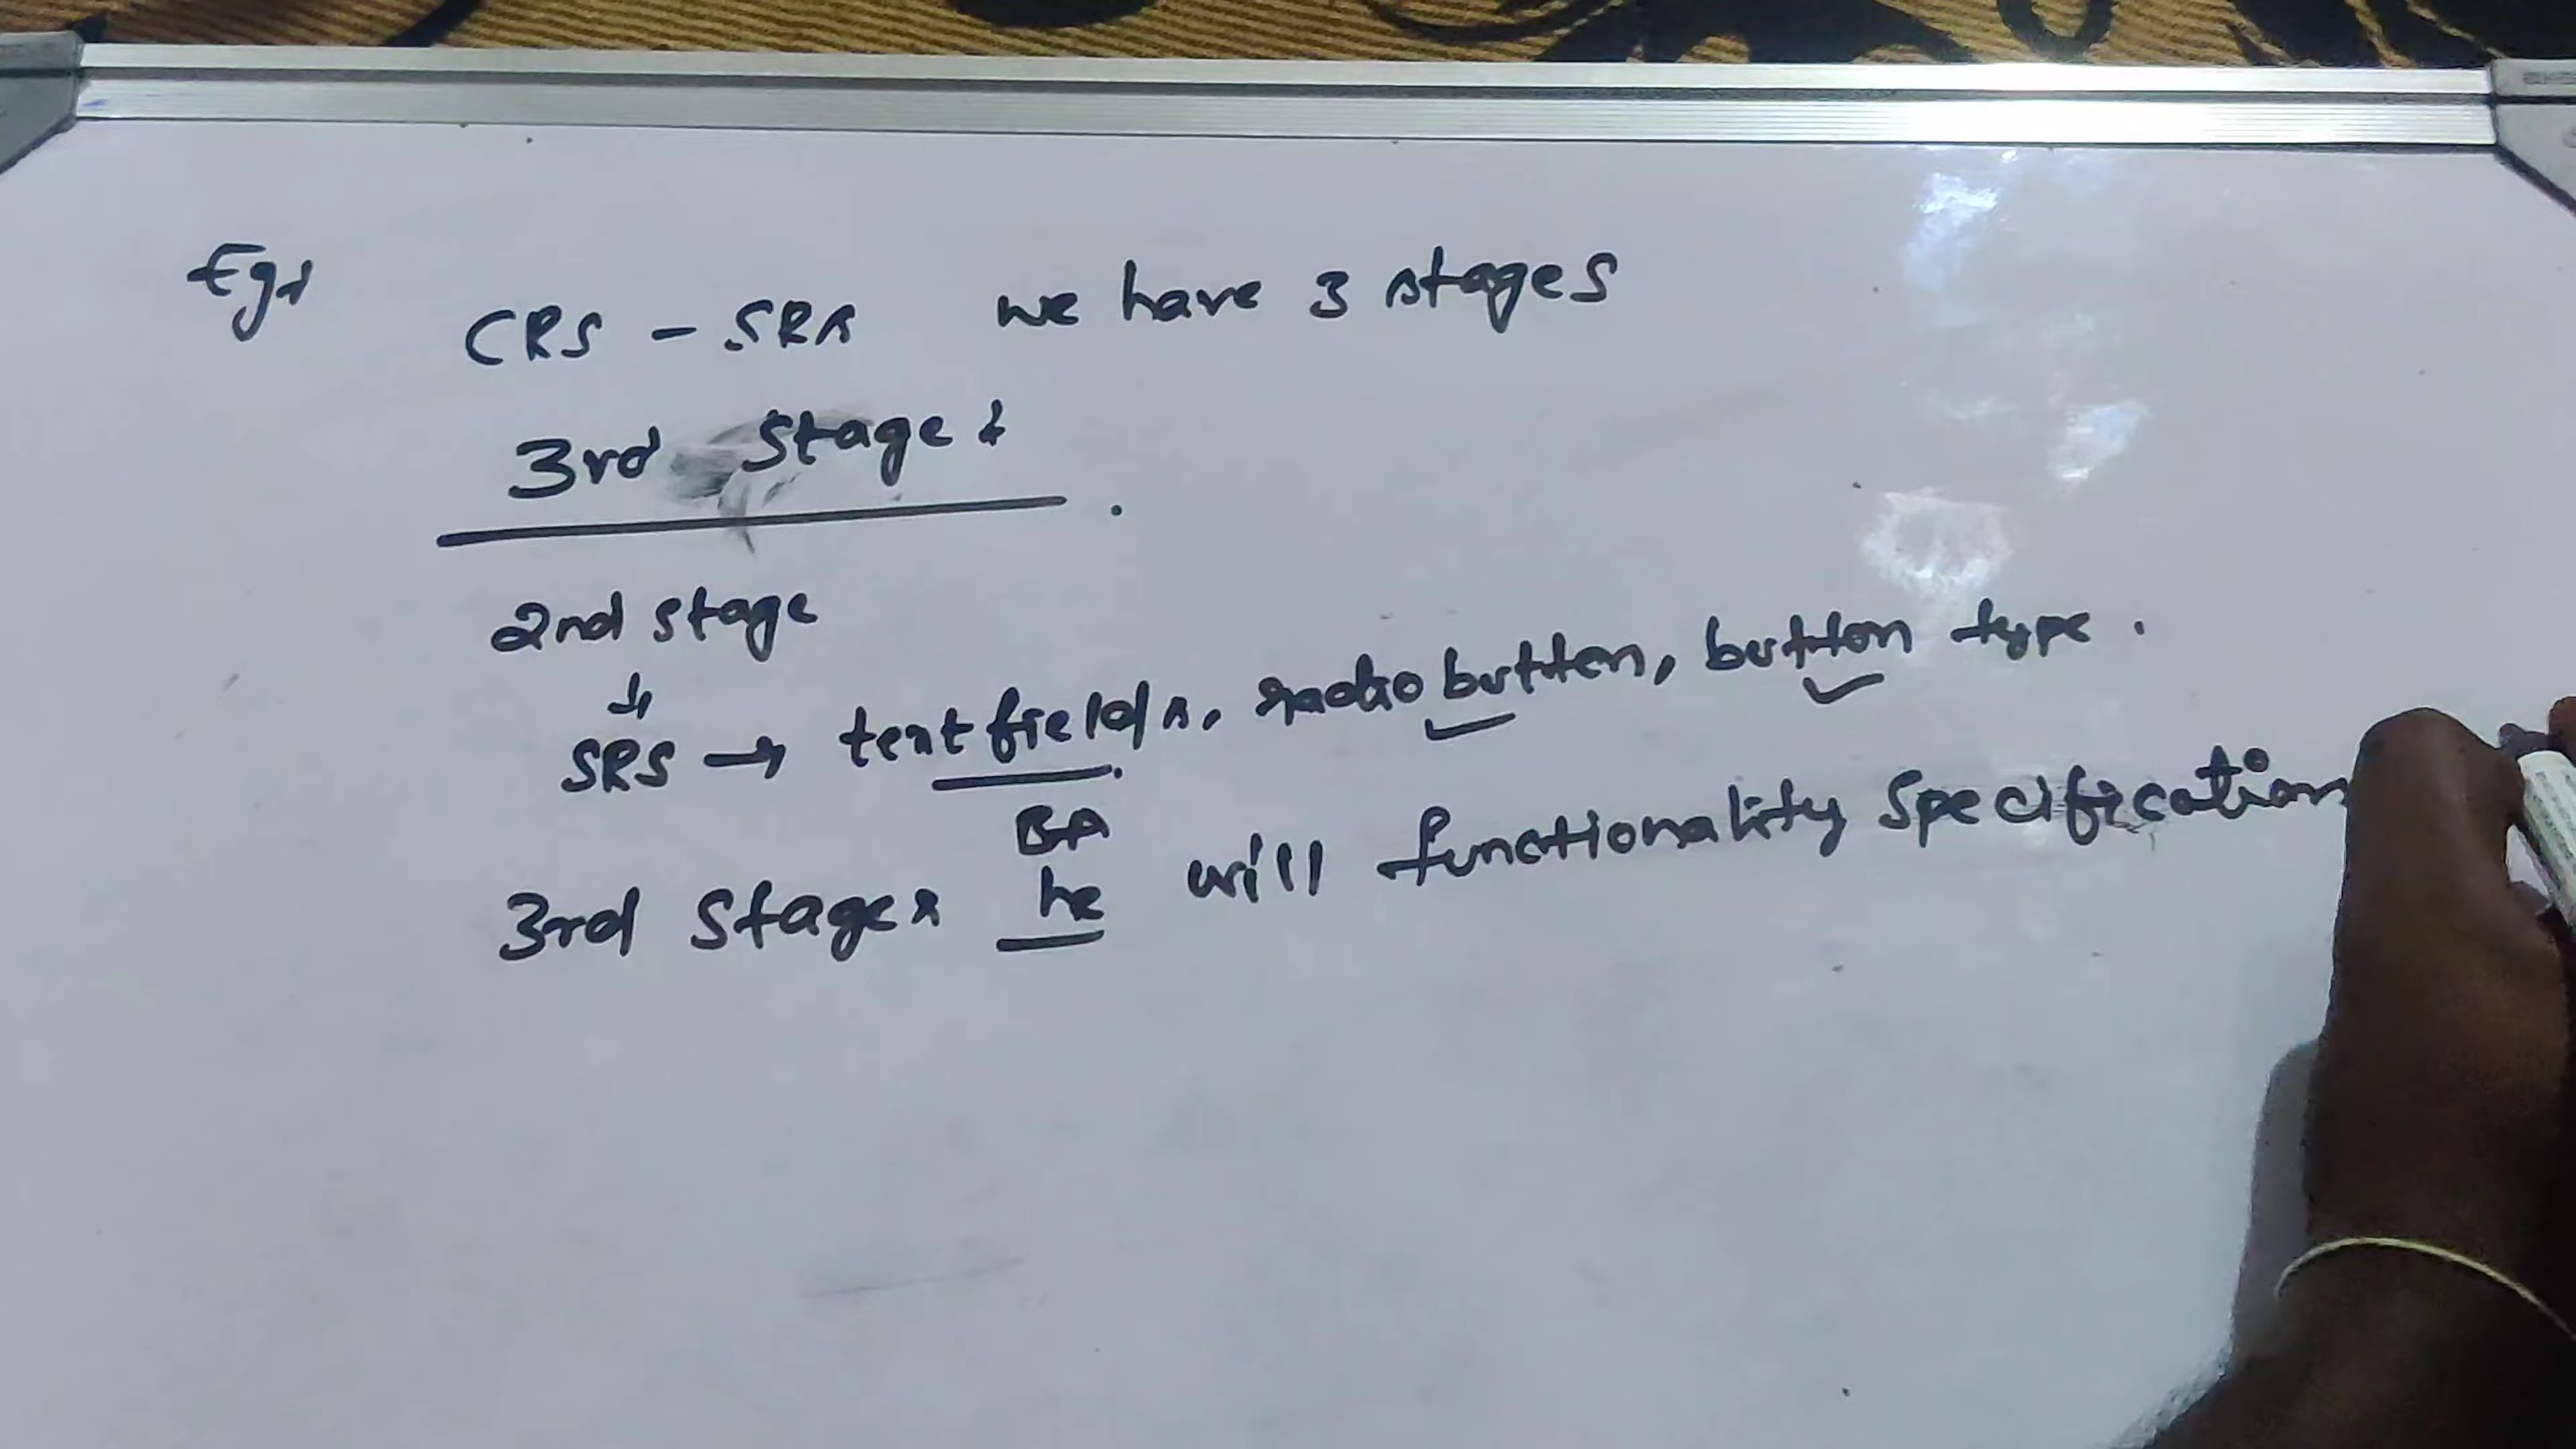 Eg:
CRS - SRS we have 3 stages
3rd Stage:
2nd stage
SRS → text fields, radio button, button type.
BA
3rd Stage: he will functionality Specification